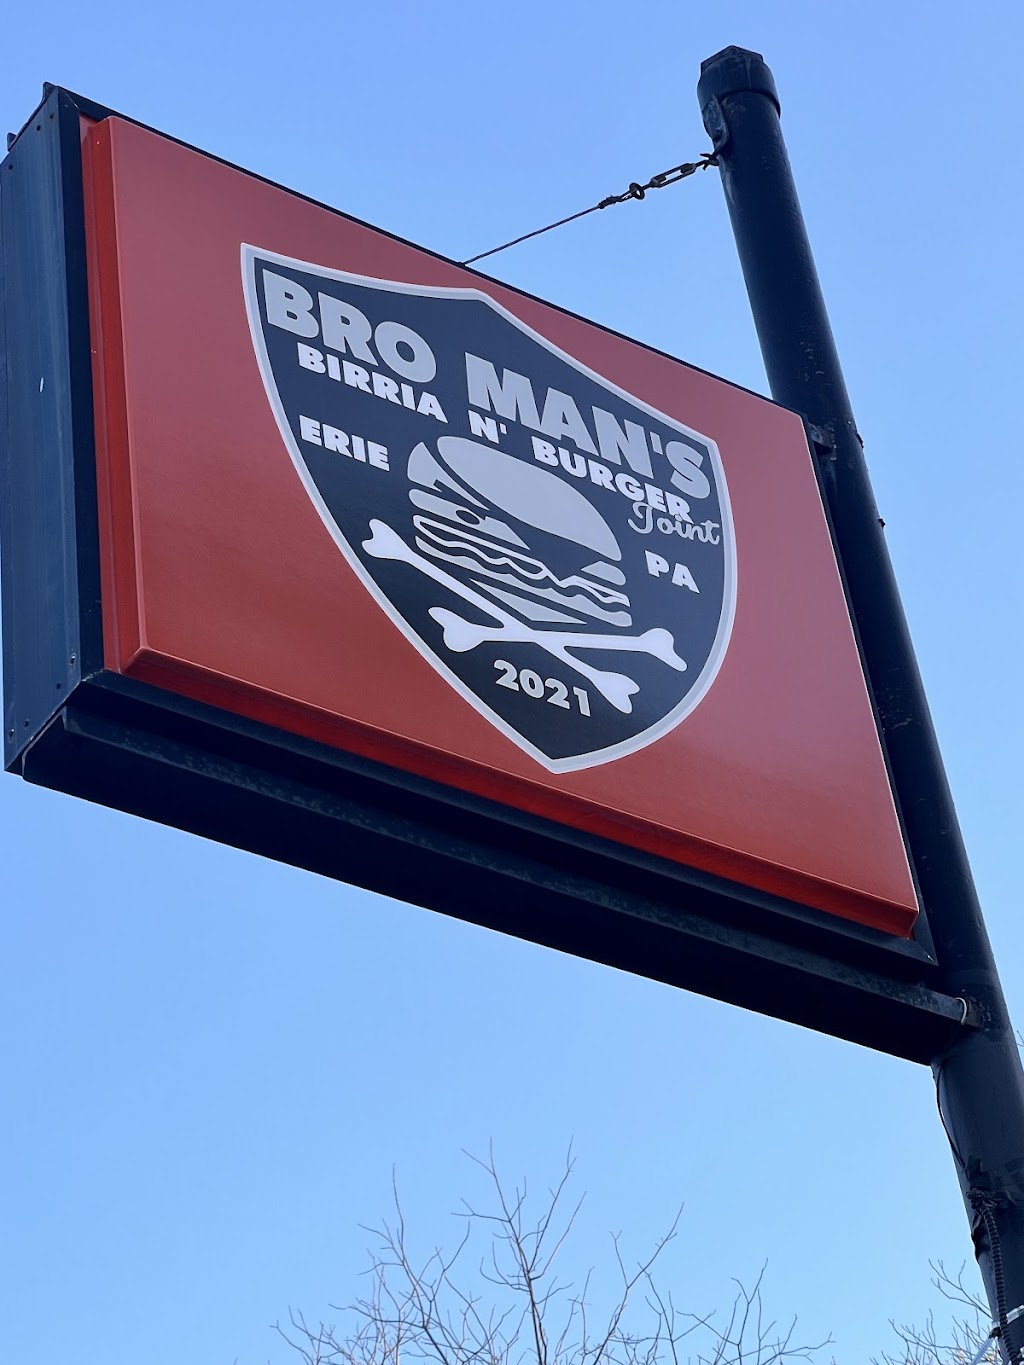 BRO MAN'S
BIRRIA N' BURGER
Joint
ERIE
PA
2021